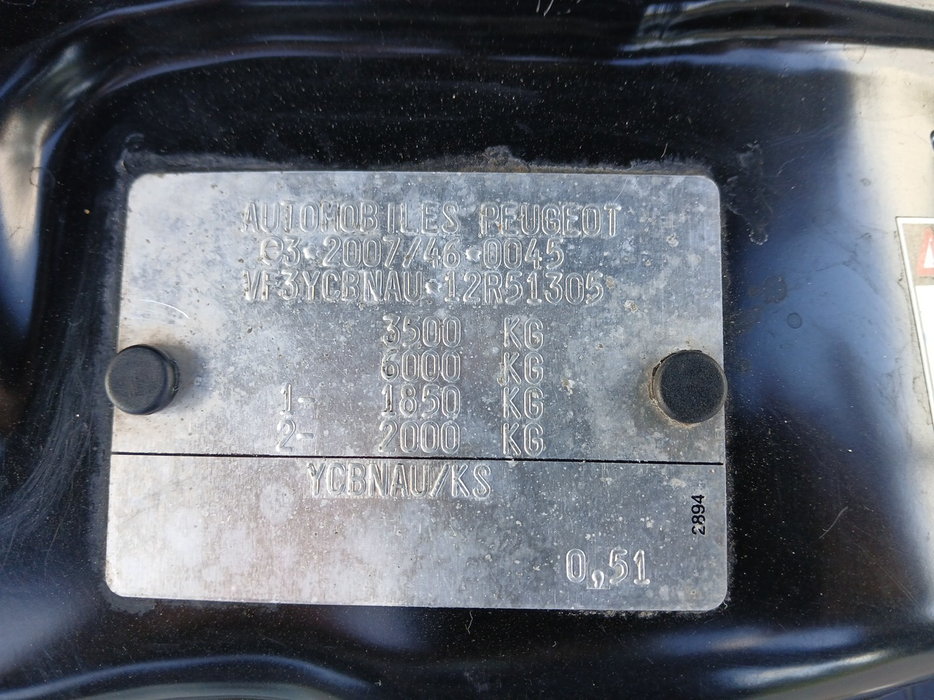 AUTOMOBILES PEUGEOT
e3*2007/46*0045
VF3YCBNAU 12R51305
3500 KG
6000 KG
1- 1850 KG
2- 2000 KG
YCBNAU/KS
2894
0,51